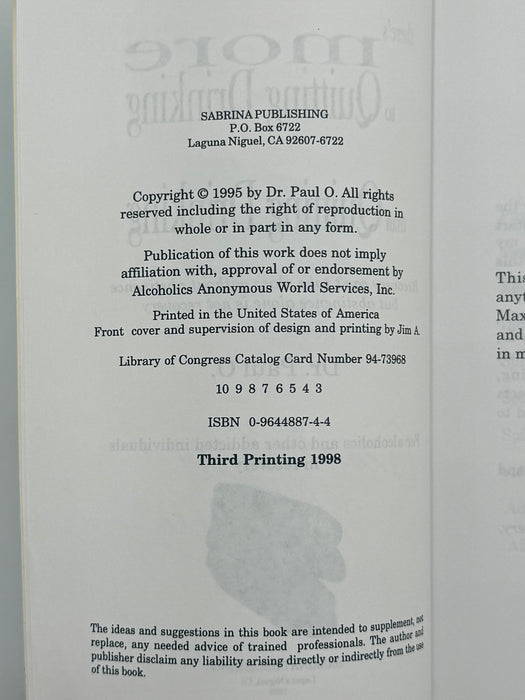 SABRINA PUBLISHING
P.O. Box 6722
Laguna Niguel, CA 92607-6722
Copyright © 1995 by Dr. Paul O. All rights
reserved including the right of reproduction in
whole or in part in any form.
Publication of this work does not imply
affiliation with, approval of or endorsement by
Alcoholics Anonymous World Services, Inc.
Printed in the United States of America
Front cover and supervision of design and printing by Jim A.
Library of Congress Catalog Card Number 94-73968
10 9 8 7 6 5 4 3
ISBN 0-9644887-4-4
Third Printing 1998
The ideas and suggestions in this book are intended to supplement, not
replace, any needed advice of trained professionals. The author and
publisher disclaim any liability arising directly or indirectly from the use
of this book.
This
anyt
Max
and
in m